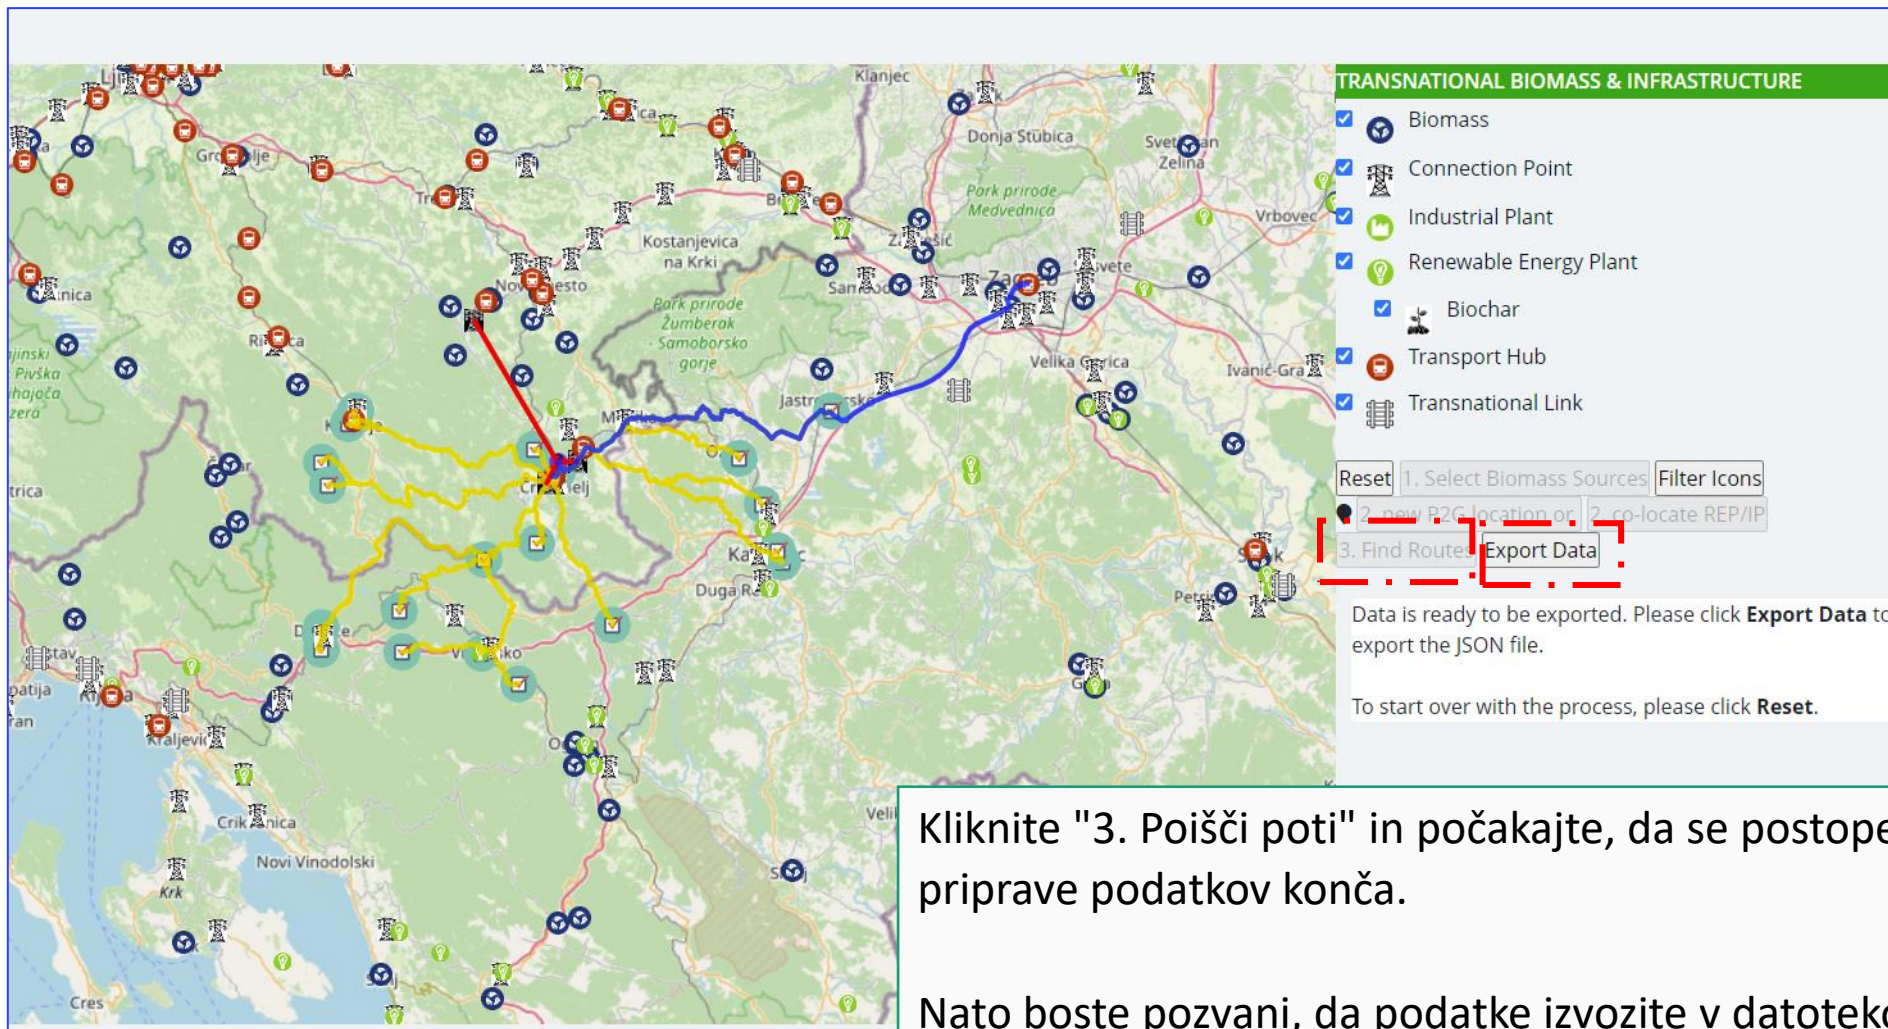 Klanjec
Donja Stubica
Zelina
Park prirode
Medvednica
Vrbovec
Kostanjevica
na Krki
Park prirode
Žumberak
- Samoborsko
gorje
Velika Gorica
Ivanić-Gra
Pivška
Duga R
Crikvenica
Novi Vinodolski
Krk
Cres
TRANSNATIONAL BIOMASS & INFRASTRUCTURE
Biomass
Connection Point
Industrial Plant
Renewable Energy Plant
Biochar
Transport Hub
Transnational Link
Reset 1. Select Biomass Sources Filter Icons
2. new P2G location or 2. co-locate REP/IP
3. Find Routes Export Data
Data is ready to be exported. Please click Export Data to
export the JSON file.
To start over with the process, please click Reset.
Kliknite "3. Poišči poti" in počakajte, da se postope
priprave podatkov konča.
Nato boste pozvani, da podatke izvozite v datoteko